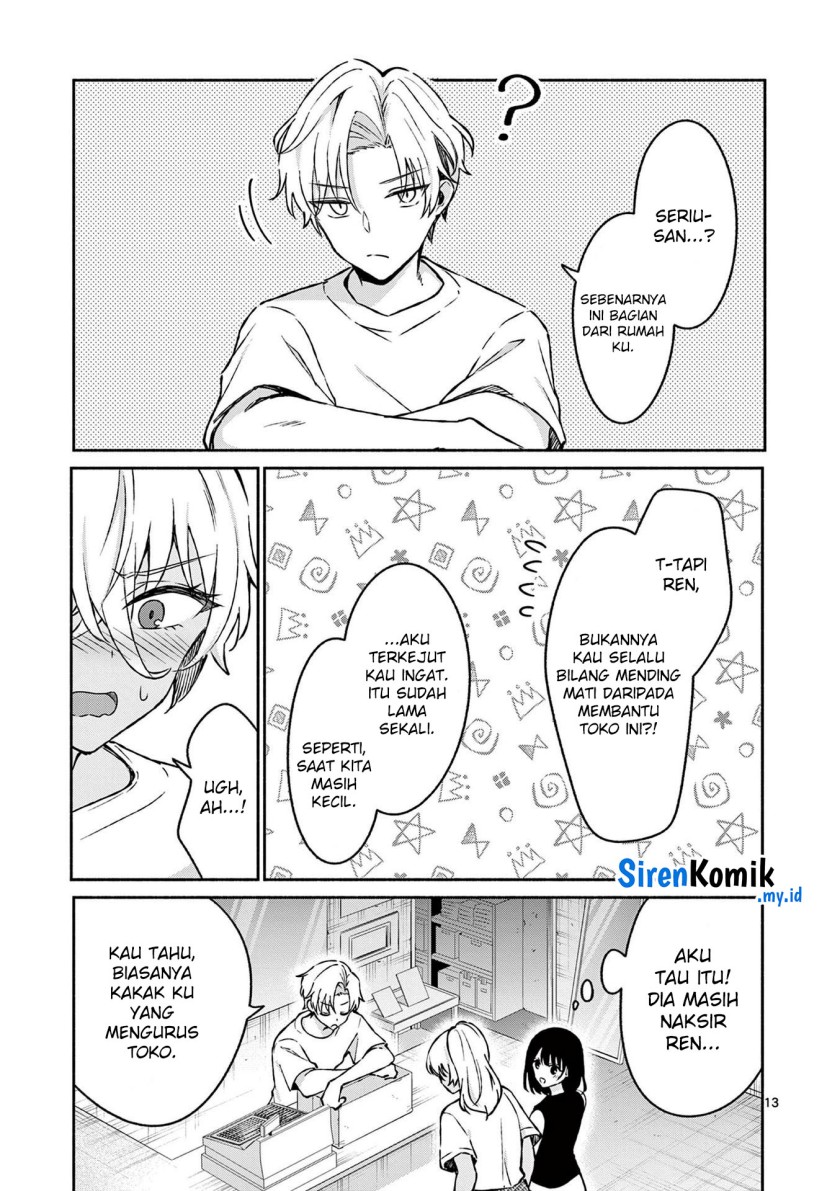 ?
SERIU-
SAN...?
SEBENARNYA
INI BAGIAN
DARI RUMAH
KU.
T-TAPI
REN,
BUKANNYA
KAU SELALU
BILANG MENDING
MATI DARIPADA
MEMBANTU
TOKO INI?!
...AKU
TERKEJUT
KAU INGAT.
ITU SUDAH
LAMA
SEKALI.
SEPERTI,
SAAT KITA
MASIH
KECIL.
UGH,
AH...!
SirenKomik
.my.id
AKU
TAU ITU!
DIA MASIH
NAKSIR
REN...
KAU TAHU,
BIASANYA
KAKAK KU
YANG
MENGURUS
TOKO.
13